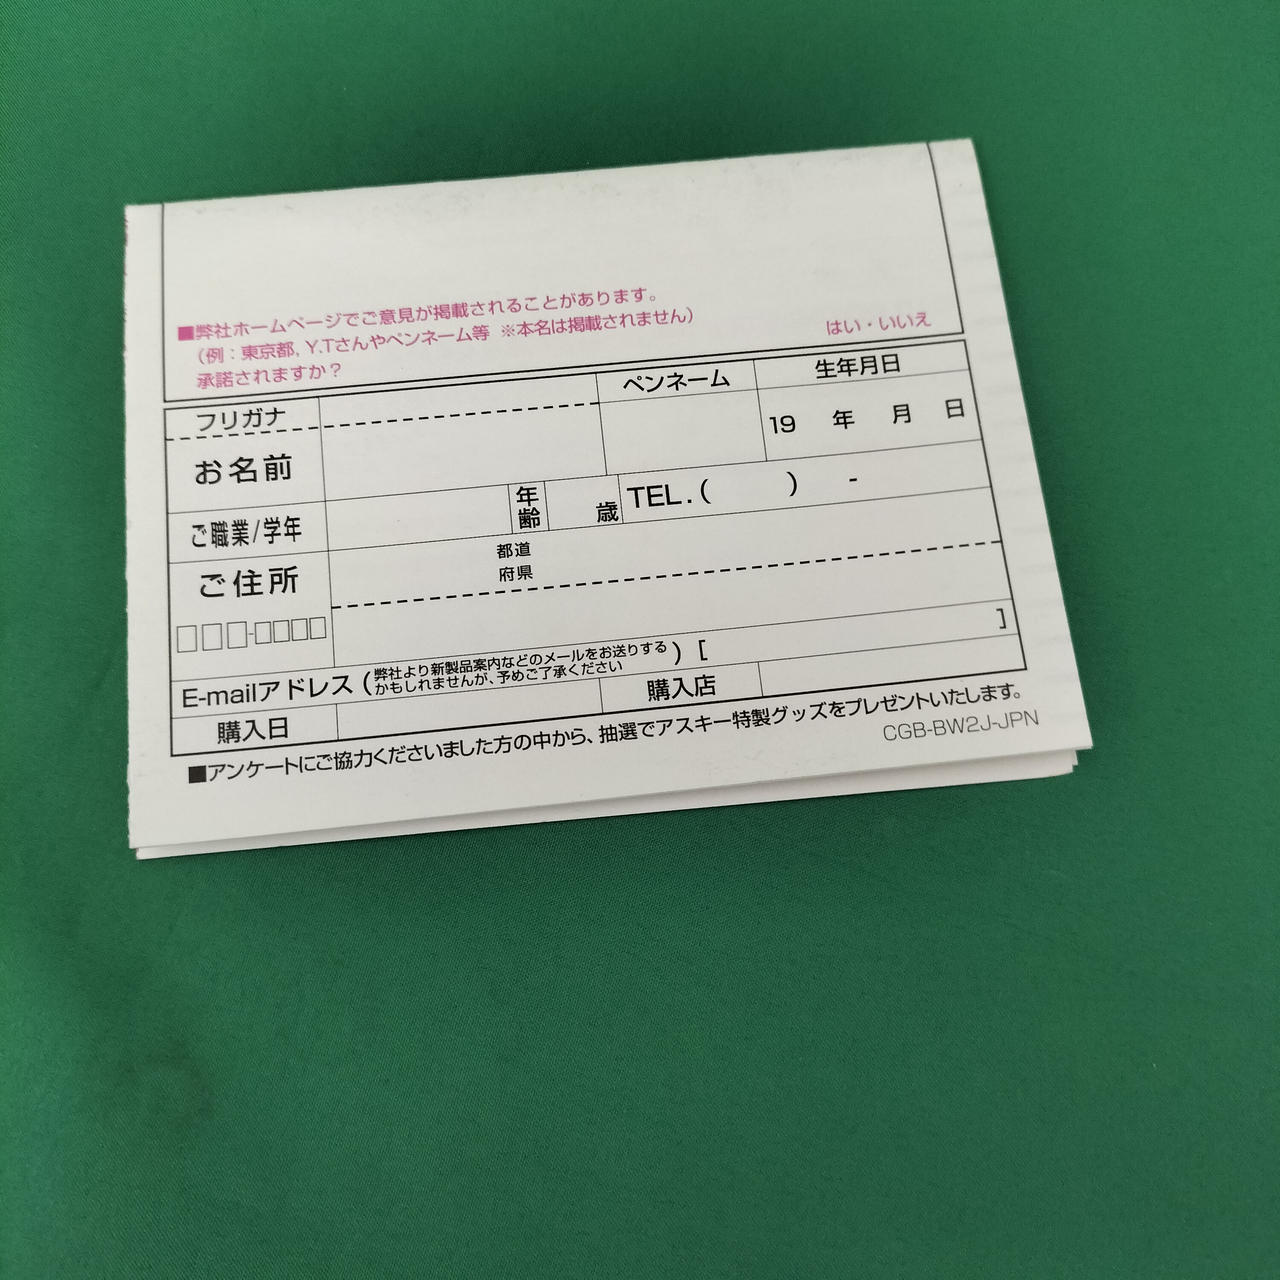 ■弊社ホームページでご意見が掲載されることがあります。
（例：東京都, Y.Tさんやペンネーム等 ※本名は掲載されません）
承諾されますか？ はい・いいえ
フリガナ ペンネーム 生年月日
お名前 19 年 月 日
ご職業/学年 年齢 歳 TEL.( ) -
ご住所 都道
府県
□□□-□□□□
E-mailアドレス (弊社より新製品案内などのメールをお送りする
かもしれませんが、予めご了承ください) [ ]
購入日 購入店
■アンケートにご協力くださいました方の中から、抽選でアスキー特製グッズをプレゼントいたします。
CGB-BW2J-JPN